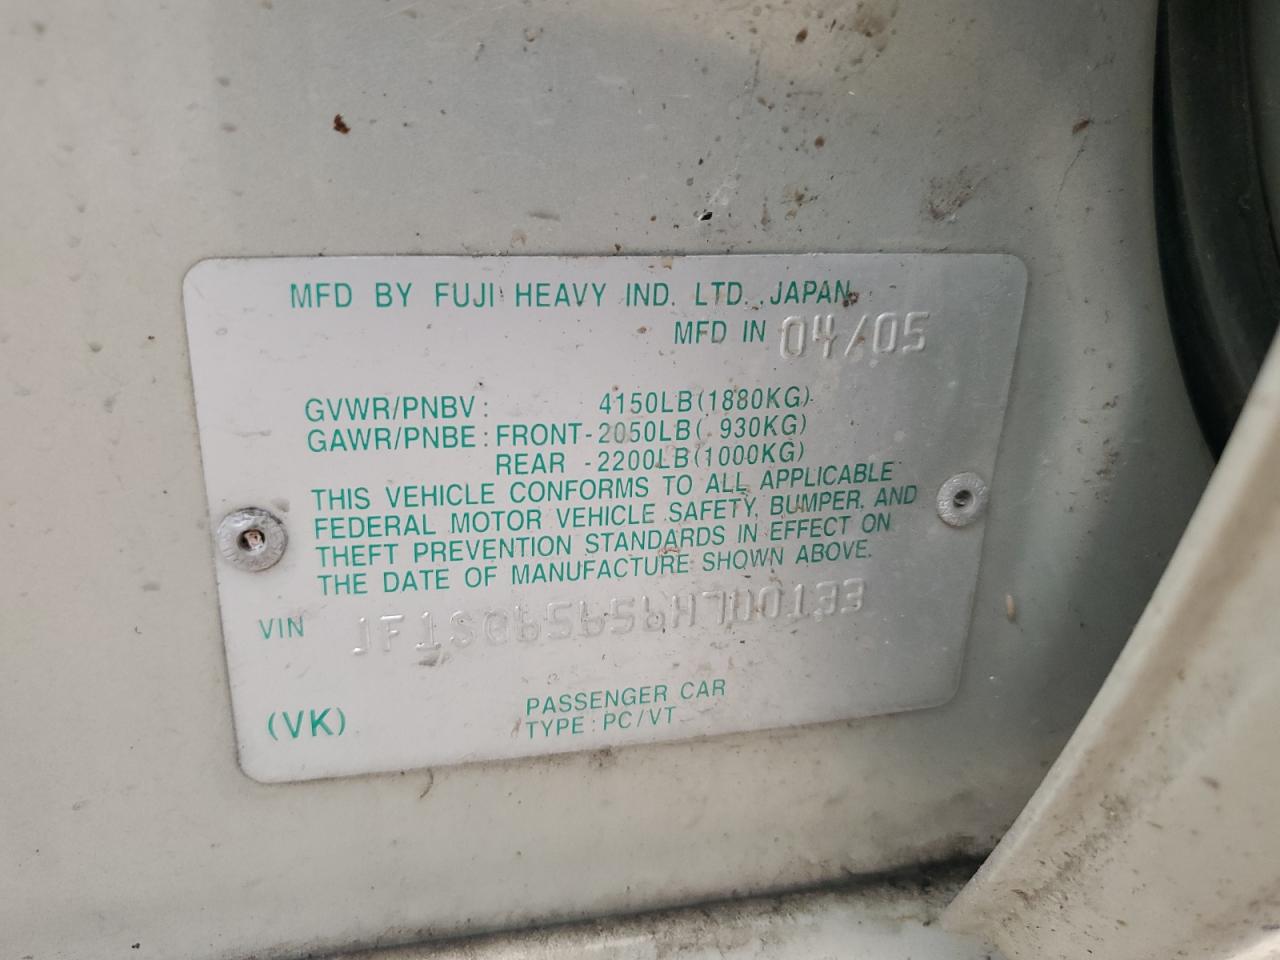 MFD BY FUJI HEAVY IND. LTD. JAPAN
MFD IN 04/05
GVWR/PNBV: 4150LB(1880KG)
GAWR/PNBE: FRONT-2050LB( 930KG)
REAR -2200LB(1000KG)
THIS VEHICLE CONFORMS TO ALL APPLICABLE
FEDERAL MOTOR VEHICLE SAFETY, BUMPER, AND
THEFT PREVENTION STANDARDS IN EFFECT ON
THE DATE OF MANUFACTURE SHOWN ABOVE.
VIN
PASSENGER CAR
(VK) TYPE: PC/VT